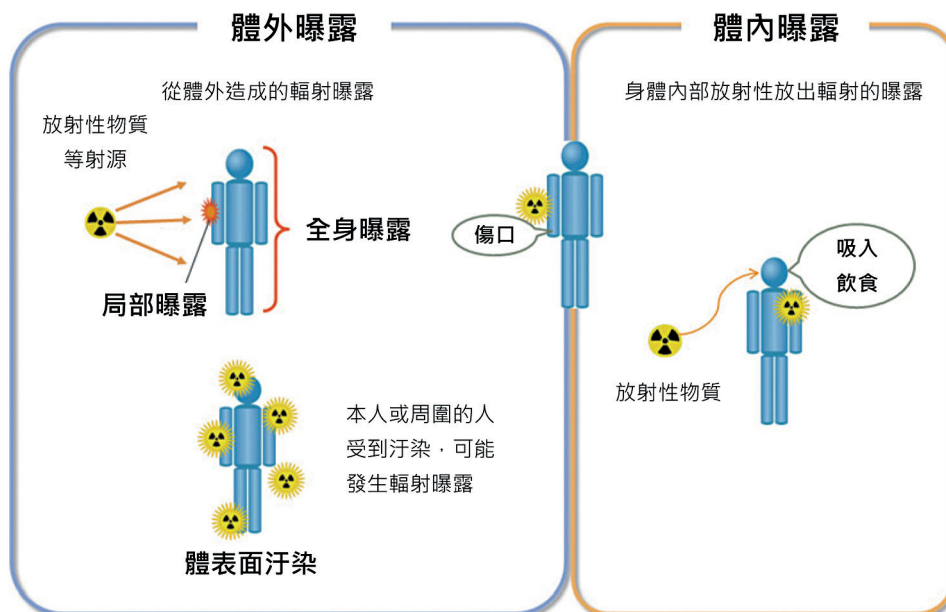 體外曝露
從體外造成的輻射曝露
放射性物質
等射源
全身曝露
局部曝露
本人或周圍的人
受到汙染，可能
發生輻射曝露
體表面汙染
傷口
體內曝露
身體內部放射性放出輻射的曝露
吸入
飲食
放射性物質